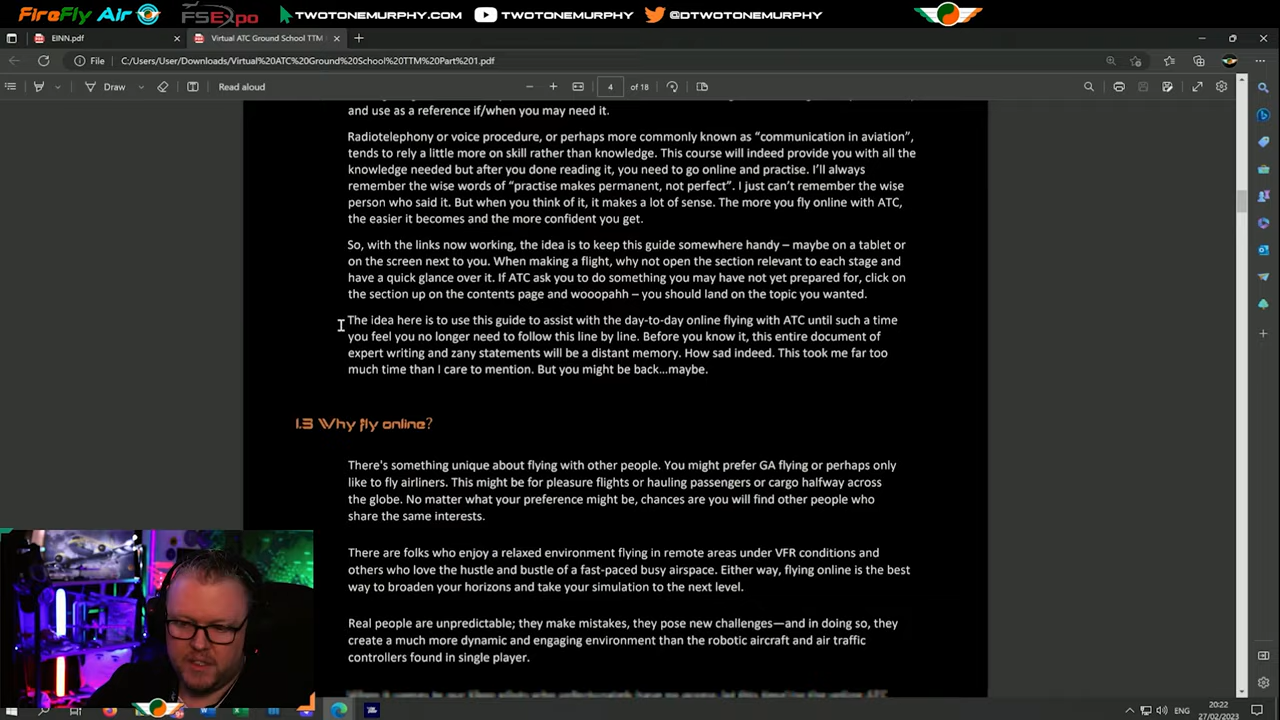 FireFly Air FSExpo TWOTONEMURPHY.COM TWOTONEMURPHY @DTWOTONEMURPHY
EINN.pdf Virtual ATC Ground School TTM
File C:/Users/User/Downloads/Virtual%20ATC%20Ground%20School%20TTM%20Part%201.pdf
Draw Read aloud 4 of 18
and use as a reference if/when you may need it.
Radiotelephony or voice procedure, or perhaps more commonly known as “communication in aviation”,
tends to rely a little more on skill rather than knowledge. This course will indeed provide you with all the
knowledge needed but after you done reading it, you need to go online and practise. I’ll always
remember the wise words of “practise makes permanent, not perfect”. I just can’t remember the wise
person who said it. But when you think of it, it makes a lot of sense. The more you fly online with ATC,
the easier it becomes and the more confident you get.
So, with the links now working, the idea is to keep this guide somewhere handy – maybe on a tablet or
on the screen next to you. When making a flight, why not open the section relevant to each stage and
have a quick glance over it. If ATC ask you to do something you may have not yet prepared for, click on
the section up on the contents page and wooopahh – you should land on the topic you wanted.
The idea here is to use this guide to assist with the day-to-day online flying with ATC until such a time
you feel you no longer need to follow this line by line. Before you know it, this entire document of
expert writing and zany statements will be a distant memory. How sad indeed. This took me far too
much time than I care to mention. But you might be back…maybe.
1.3 Why fly online?
There's something unique about flying with other people. You might prefer GA flying or perhaps only
like to fly airliners. This might be for pleasure flights or hauling passengers or cargo halfway across
the globe. No matter what your preference might be, chances are you will find other people who
share the same interests.
There are folks who enjoy a relaxed environment flying in remote areas under VFR conditions and
others who love the hustle and bustle of a fast-paced busy airspace. Either way, flying online is the best
way to broaden your horizons and take your simulation to the next level.
Real people are unpredictable; they make mistakes, they pose new challenges—and in doing so, they
create a much more dynamic and engaging environment than the robotic aircraft and air traffic
controllers found in single player.
ENG
20:22
27/02/2023